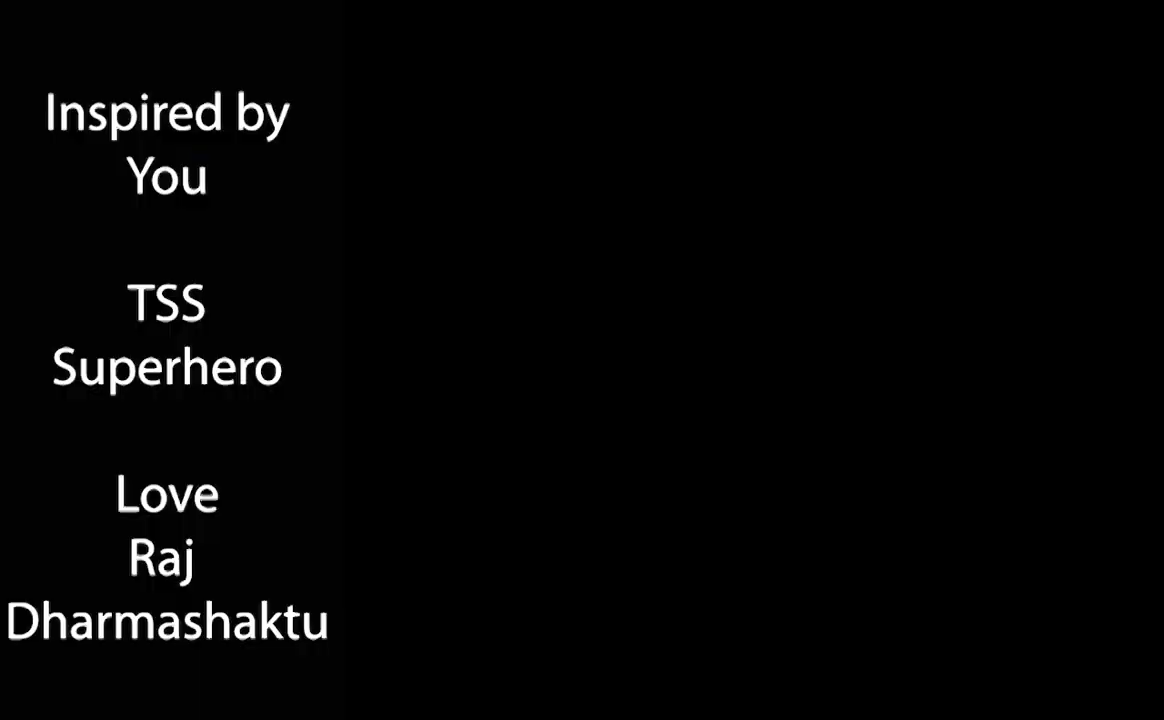 Inspired by
You
TSS
Superhero
Love
Raj
Dharmashaktu